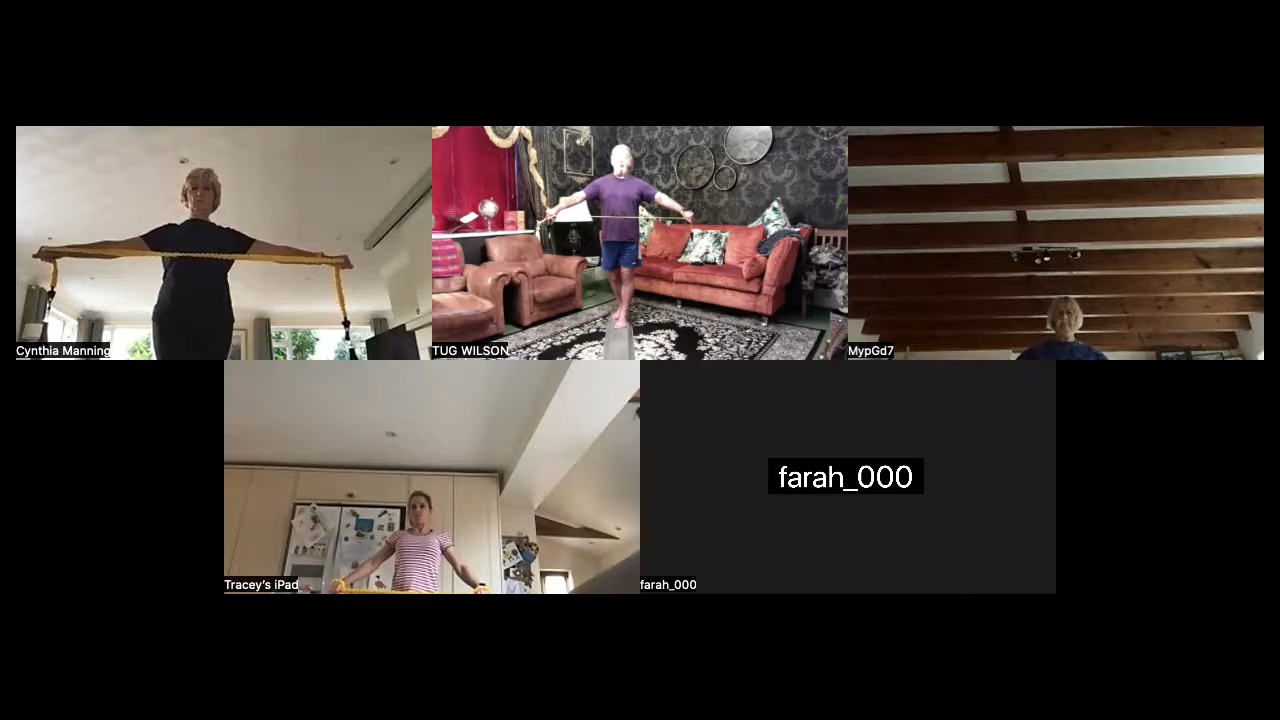 Cynthia Manning
TUG WILSON
MypGd7
Tracey's iPad
farah_000
farah_000